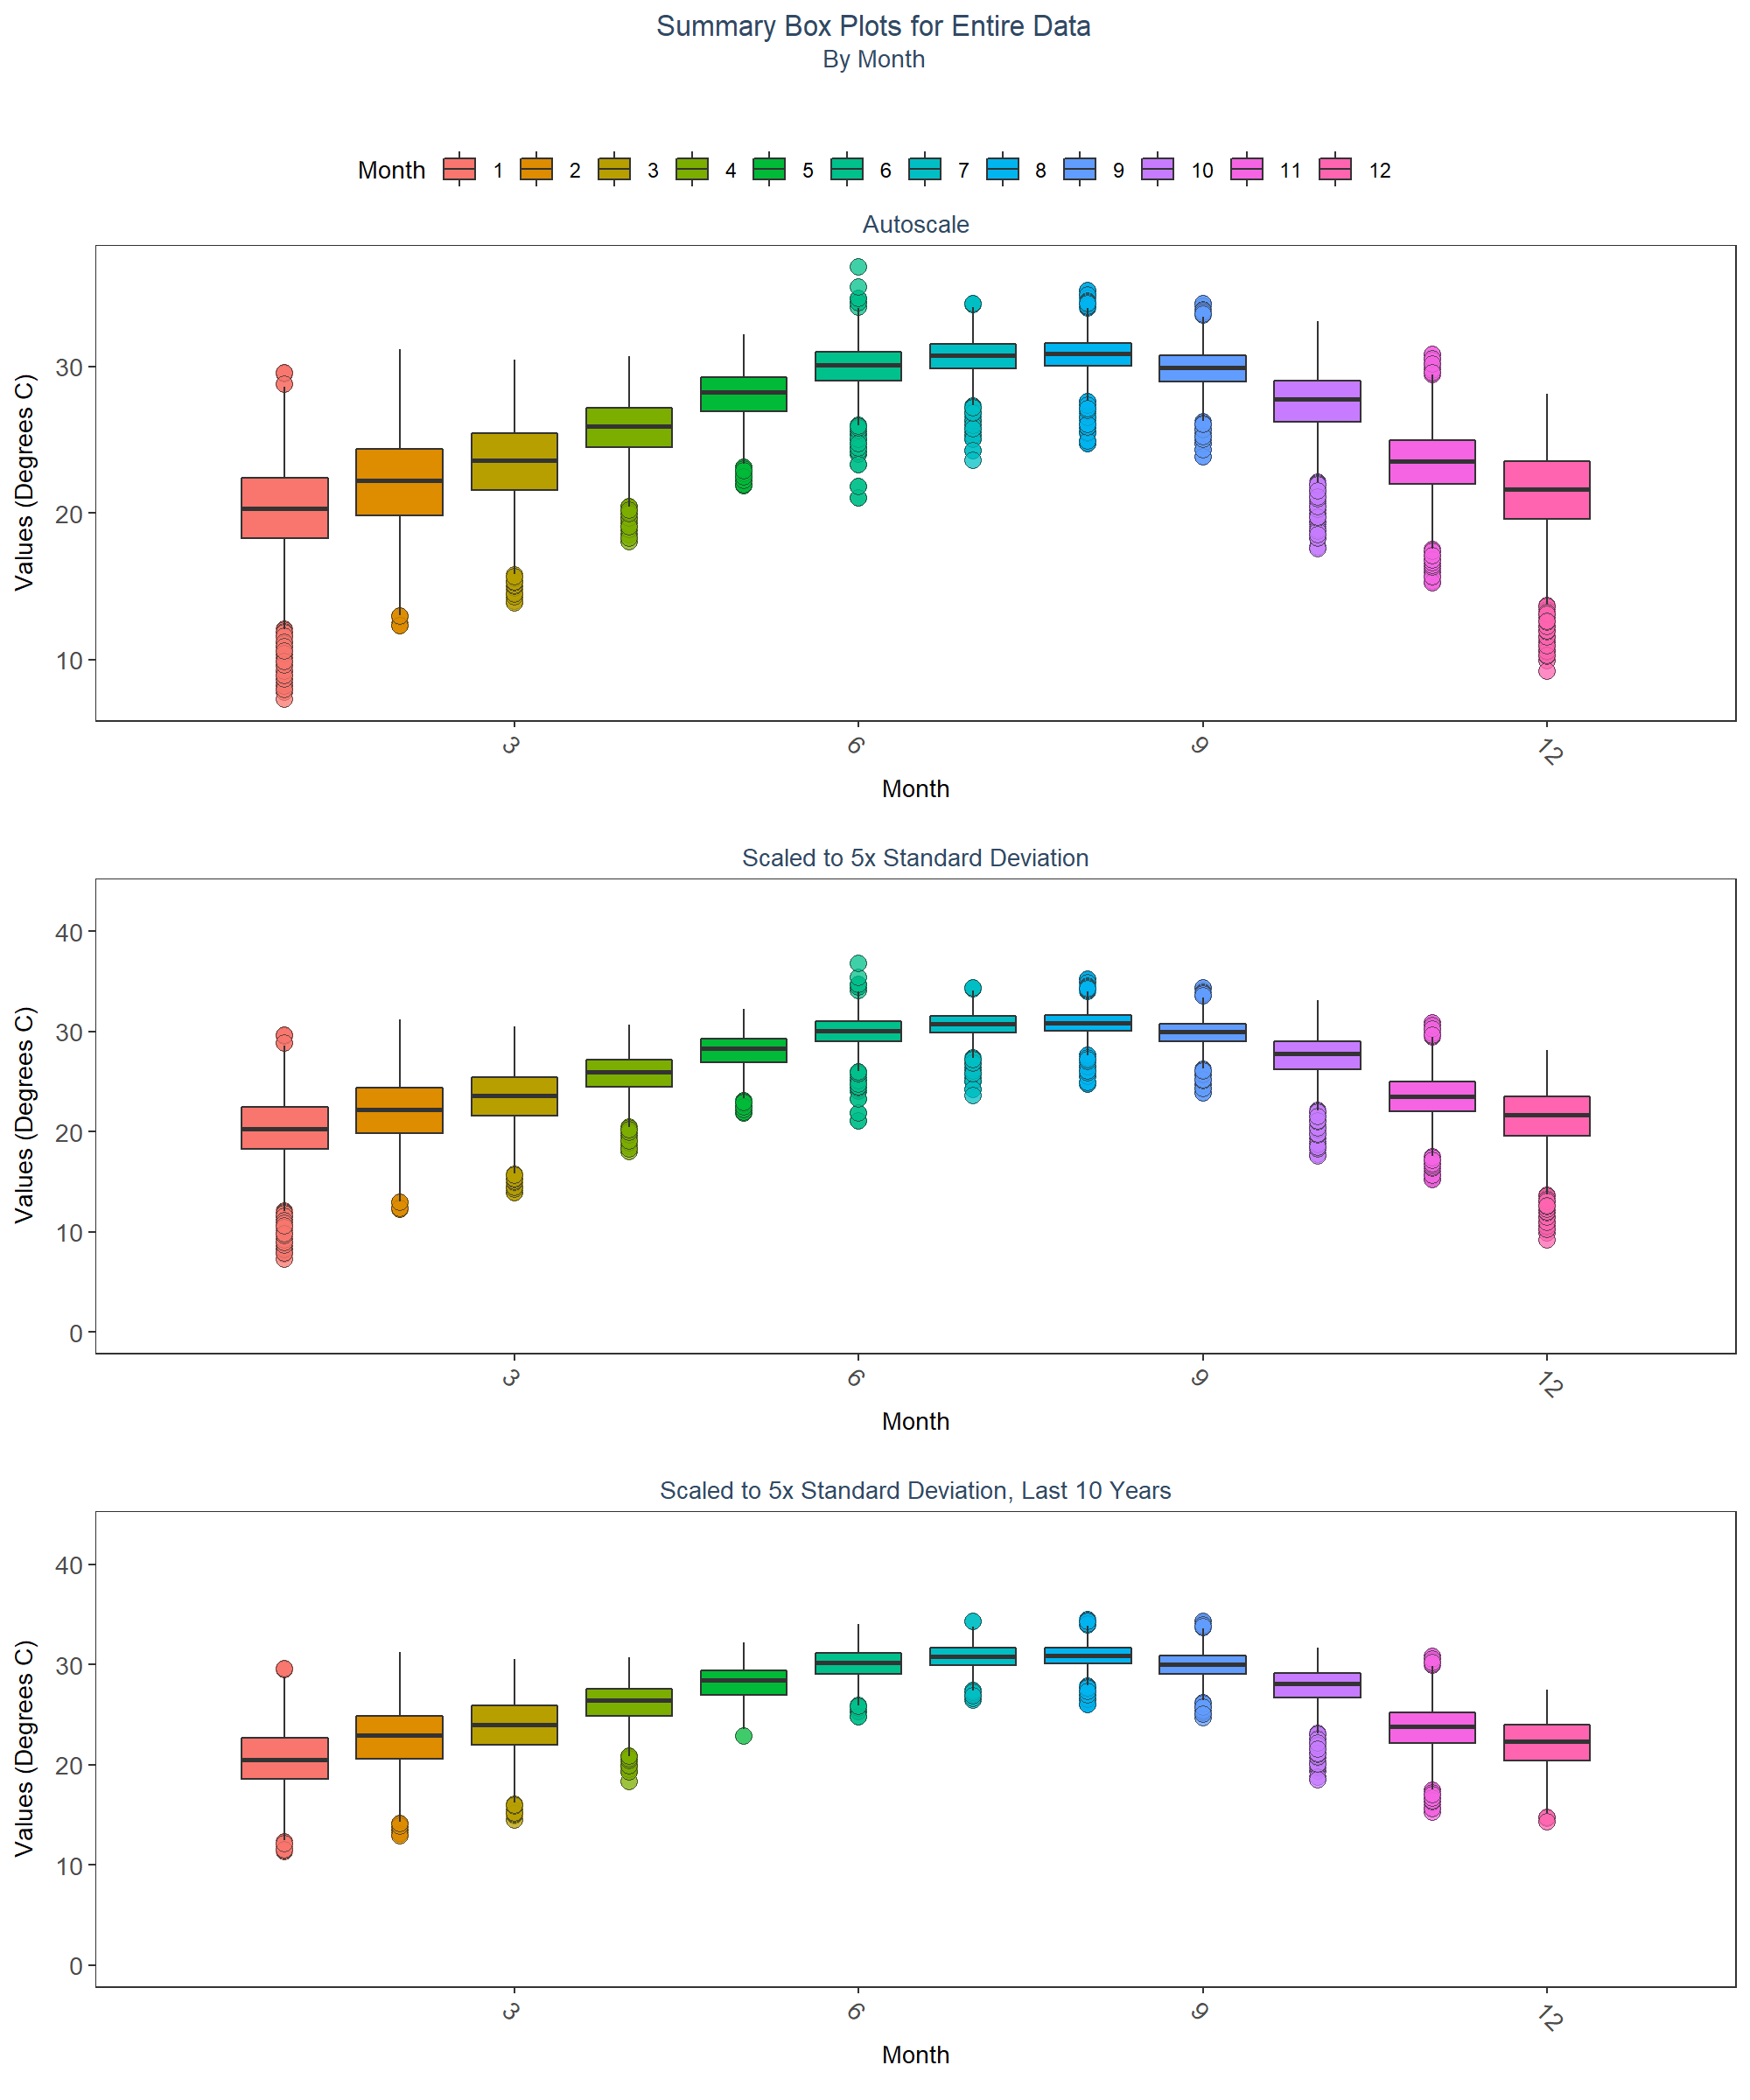 Summary Box Plots for Entire Data
By Month
Month 1 2 3 4 5 6 7 8 9 10 11 12
Autoscale
Values (Degrees C)
30
20
10
3 6 9 12
Month
Scaled to 5x Standard Deviation
Values (Degrees C)
40
30
20
10
0
3 6 9 12
Month
Scaled to 5x Standard Deviation, Last 10 Years
Values (Degrees C)
40
30
20
10
0
3 6 9 12
Month